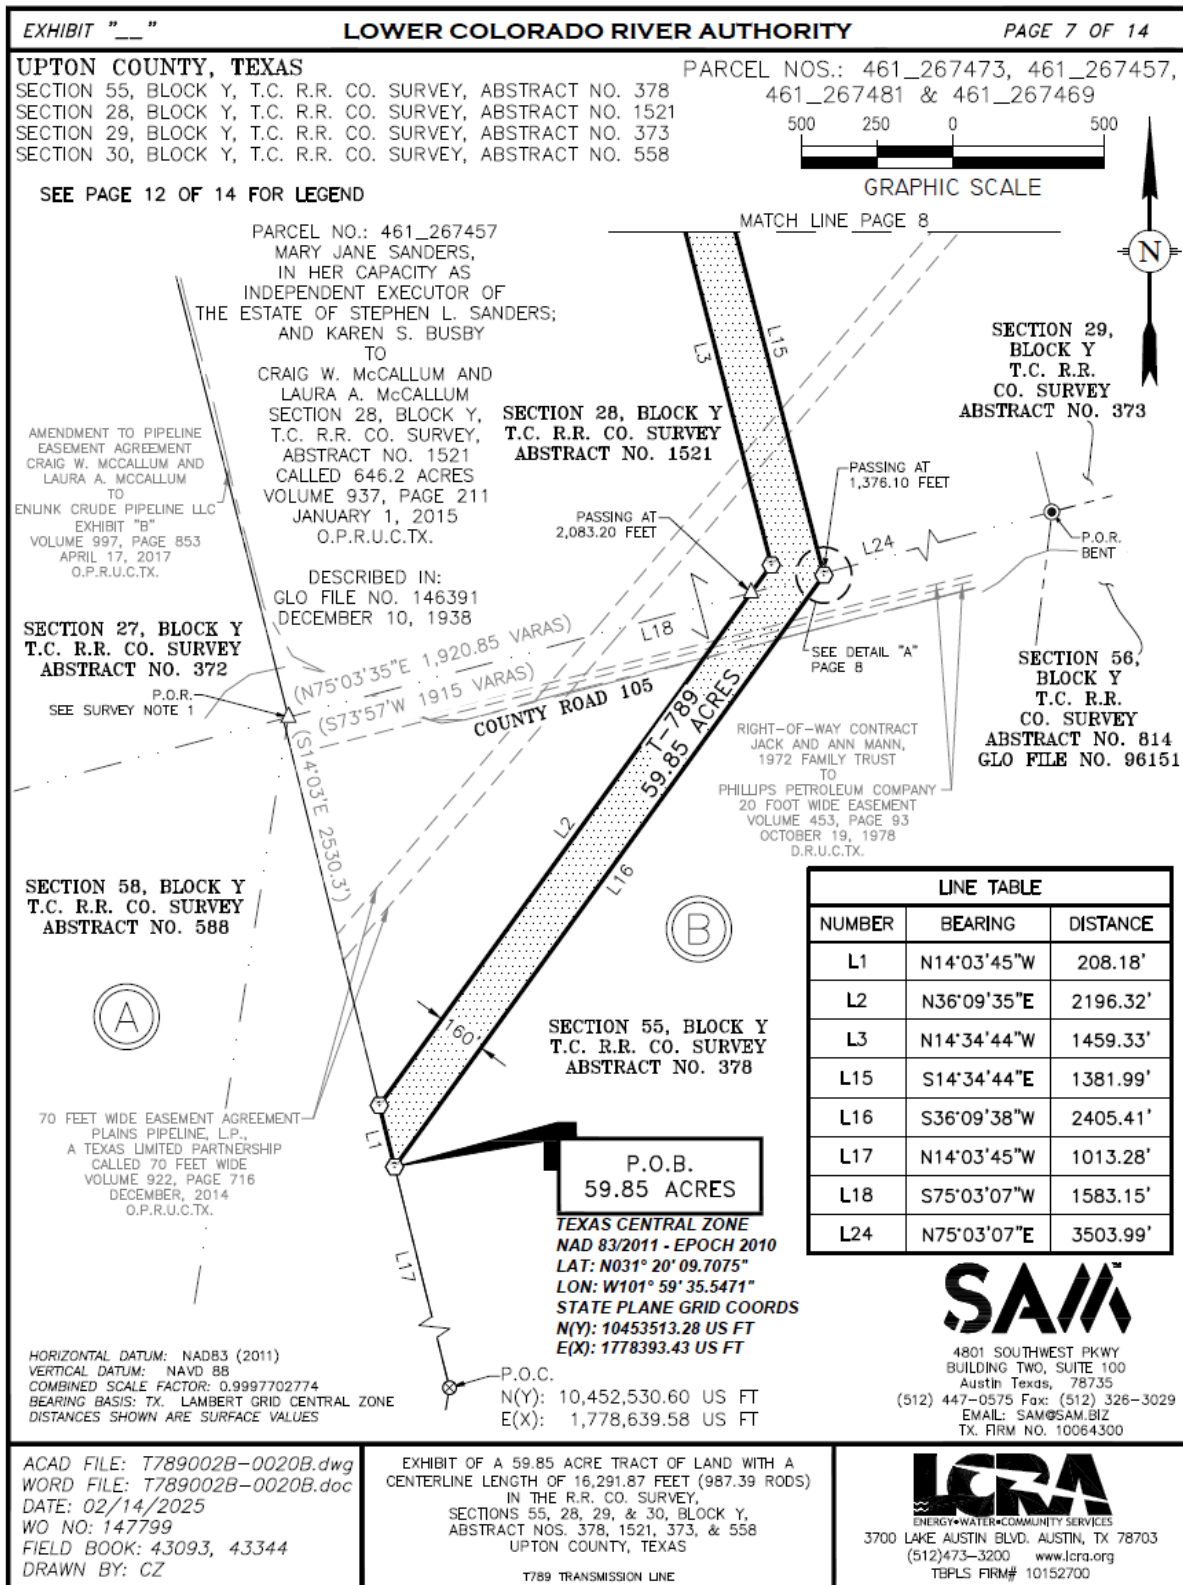 EXHIBIT "__"
LOWER COLORADO RIVER AUTHORITY
PAGE 7 OF 14
UPTON COUNTY, TEXAS
SECTION 55, BLOCK Y, T.C. R.R. CO. SURVEY, ABSTRACT NO. 378
SECTION 28, BLOCK Y, T.C. R.R. CO. SURVEY, ABSTRACT NO. 1521
SECTION 29, BLOCK Y, T.C. R.R. CO. SURVEY, ABSTRACT NO. 373
SECTION 30, BLOCK Y, T.C. R.R. CO. SURVEY, ABSTRACT NO. 558
PARCEL NOS.: 461_267473, 461_267457,
461_267481 & 461_267469
500 250 0 500
GRAPHIC SCALE
SEE PAGE 12 OF 14 FOR LEGEND
MATCH LINE PAGE 8
N
PARCEL NO.: 461_267457
MARY JANE SANDERS,
IN HER CAPACITY AS
INDEPENDENT EXECUTOR OF
THE ESTATE OF STEPHEN L. SANDERS;
AND KAREN S. BUSBY
TO
CRAIG W. McCALLUM AND
LAURA A. McCALLUM
SECTION 28, BLOCK Y,
T.C. R.R. CO. SURVEY,
ABSTRACT NO. 1521
CALLED 646.2 ACRES
VOLUME 937, PAGE 211
JANUARY 1, 2015
O.P.R.U.C.TX.
DESCRIBED IN:
GLO FILE NO. 146391
DECEMBER 10, 1938
L3
L15
SECTION 29,
BLOCK Y
T.C. R.R.
CO. SURVEY
ABSTRACT NO. 373
SECTION 28, BLOCK Y
T.C. R.R. CO. SURVEY
ABSTRACT NO. 1521
AMENDMENT TO PIPELINE
EASEMENT AGREEMENT
CRAIG W. MCCALLUM AND
LAURA A. MCCALLUM
TO
ENLINK CRUDE PIPELINE LLC
EXHIBIT "B"
VOLUME 997, PAGE 853
APRIL 17, 2017
O.P.R.U.C.TX.
PASSING AT
1,376.10 FEET
PASSING AT
2,083.20 FEET
L24
P.O.R.
BENT
SECTION 27, BLOCK Y
T.C. R.R. CO. SURVEY
ABSTRACT NO. 372
P.O.R.
SEE SURVEY NOTE 1
(N75°03'35"E 1,920.85 VARAS)
L18
(S73°57'W 1915 VARAS)
COUNTY ROAD 105
(S14°03'E 2530.3')
SEE DETAIL "A"
PAGE 8
SECTION 56,
BLOCK Y
T.C. R.R.
CO. SURVEY
ABSTRACT NO. 814
GLO FILE NO. 96151
T-789
59.85 ACRES
RIGHT-OF-WAY CONTRACT
JACK AND ANN MANN,
1972 FAMILY TRUST
TO
PHILLIPS PETROLEUM COMPANY
20 FOOT WIDE EASEMENT
VOLUME 453, PAGE 93
OCTOBER 19, 1978
D.R.U.C.TX.
L2
L16
SECTION 58, BLOCK Y
T.C. R.R. CO. SURVEY
ABSTRACT NO. 588
A
B
160'
SECTION 55, BLOCK Y
T.C. R.R. CO. SURVEY
ABSTRACT NO. 378
LINE TABLE
NUMBER BEARING DISTANCE
L1 N14°03'45"W 208.18'
L2 N36°09'35"E 2196.32'
L3 N14°34'44"W 1459.33'
L15 S14°34'44"E 1381.99'
L16 S36°09'38"W 2405.41'
L17 N14°03'45"W 1013.28'
L18 S75°03'07"W 1583.15'
L24 N75°03'07"E 3503.99'
70 FEET WIDE EASEMENT AGREEMENT
PLAINS PIPELINE, L.P.,
A TEXAS LIMITED PARTNERSHIP
CALLED 70 FEET WIDE
VOLUME 922, PAGE 716
DECEMBER, 2014
O.P.R.U.C.TX.
L1
P.O.B.
59.85 ACRES
TEXAS CENTRAL ZONE
NAD 83/2011 - EPOCH 2010
LAT: N031° 20' 09.7075"
LON: W101° 59' 35.5471"
STATE PLANE GRID COORDS
N(Y): 10453513.28 US FT
E(X): 1778393.43 US FT
L17
P.O.C.
N(Y): 10,452,530.60 US FT
E(X): 1,778,639.58 US FT
HORIZONTAL DATUM: NAD83 (2011)
VERTICAL DATUM: NAVD 88
COMBINED SCALE FACTOR: 0.9997702774
BEARING BASIS: TX. LAMBERT GRID CENTRAL ZONE
DISTANCES SHOWN ARE SURFACE VALUES
SAM
4801 SOUTHWEST PKWY
BUILDING TWO, SUITE 100
Austin Texas, 78735
(512) 447-0575 Fax: (512) 326-3029
EMAIL: SAM@SAM.BIZ
TX. FIRM NO. 10064300
ACAD FILE: T789002B-0020B.dwg
WORD FILE: T789002B-0020B.doc
DATE: 02/14/2025
WO NO: 147799
FIELD BOOK: 43093, 43344
DRAWN BY: CZ
EXHIBIT OF A 59.85 ACRE TRACT OF LAND WITH A
CENTERLINE LENGTH OF 16,291.87 FEET (987.39 RODS)
IN THE R.R. CO. SURVEY,
SECTIONS 55, 28, 29, & 30, BLOCK Y,
ABSTRACT NOS. 378, 1521, 373, & 558
UPTON COUNTY, TEXAS
T789 TRANSMISSION LINE
LCRA
ENERGY•WATER•COMMUNITY SERVICES
3700 LAKE AUSTIN BLVD. AUSTIN, TX 78703
(512)473-3200 www.lcra.org
TBPLS FIRM# 10152700